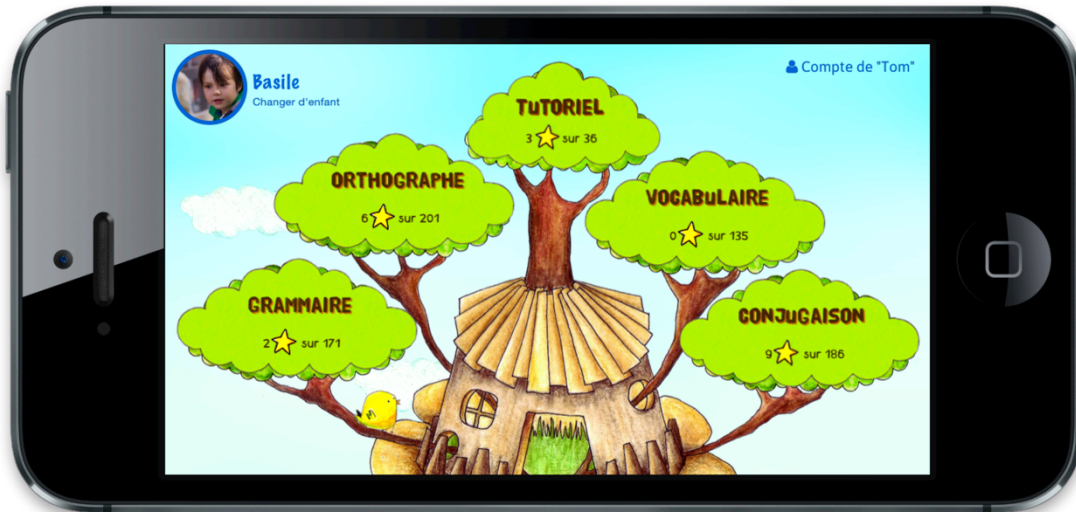 Basile
Changer d'enfant
Compte de "Tom"
TUTORIEL
3 sur 36
ORTHOGRAPHE
6 sur 201
VOCABULAIRE
0 sur 135
GRAMMAIRE
2 sur 171
CONJUGAISON
9 sur 186